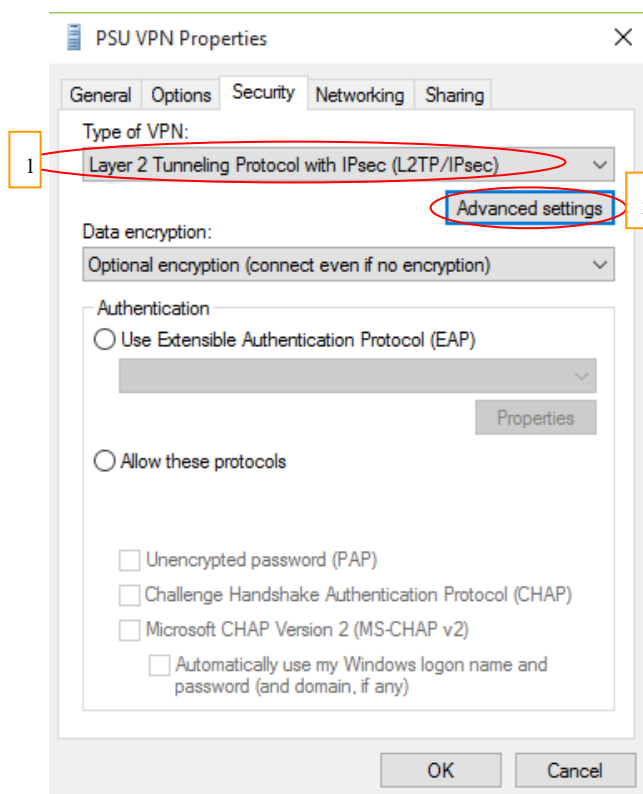 PSU VPN Properties
General Options Security Networking Sharing
Type of VPN:
1
Layer 2 Tunneling Protocol with IPsec (L2TP/IPsec)
Advanced settings
Data encryption:
Optional encryption (connect even if no encryption)
Authentication
Use Extensible Authentication Protocol (EAP)
Properties
Allow these protocols
Unencrypted password (PAP)
Challenge Handshake Authentication Protocol (CHAP)
Microsoft CHAP Version 2 (MS-CHAP v2)
Automatically use my Windows logon name and
password (and domain, if any)
OK Cancel